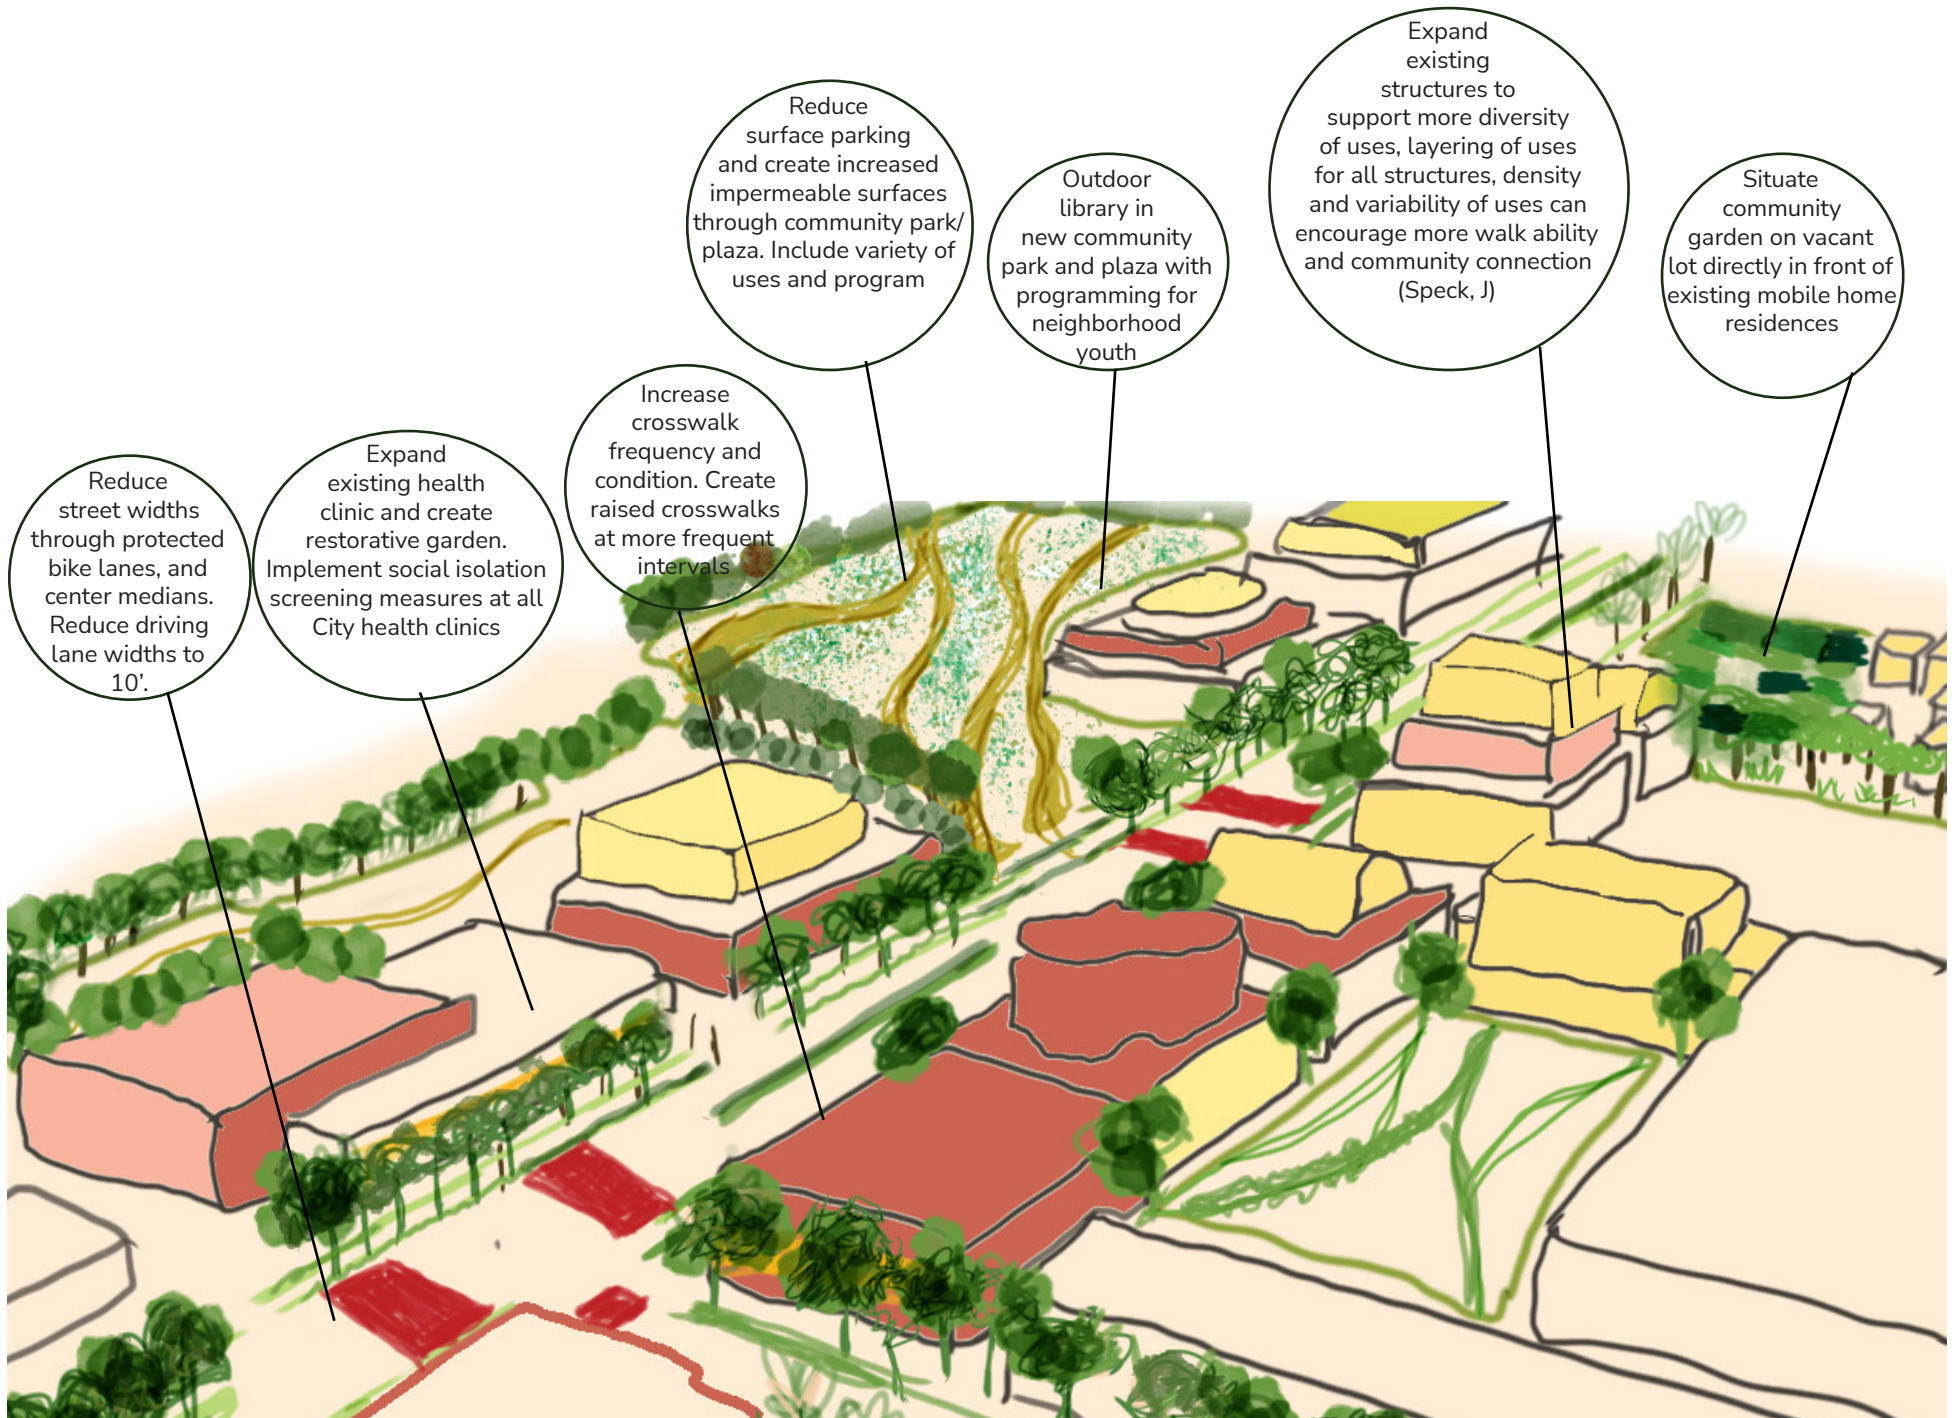 Reduce
street widths
through protected
bike lanes, and
center medians.
Reduce driving
lane widths to
10’.
Expand
existing health
clinic and create
restorative garden.
Implement social isolation
screening measures at all
City health clinics
Increase
crosswalk
frequency and
condition. Create
raised crosswalks
at more frequent
intervals
Reduce
surface parking
and create increased
impermeable surfaces
through community park/
plaza. Include variety of
uses and program
Outdoor
library in
new community
park and plaza with
programming for
neighborhood
youth
Expand
existing
structures to
support more diversity
of uses, layering of uses
for all structures, density
and variability of uses can
encourage more walk ability
and community connection
(Speck, J)
Situate
community
garden on vacant
lot directly in front of
existing mobile home
residences